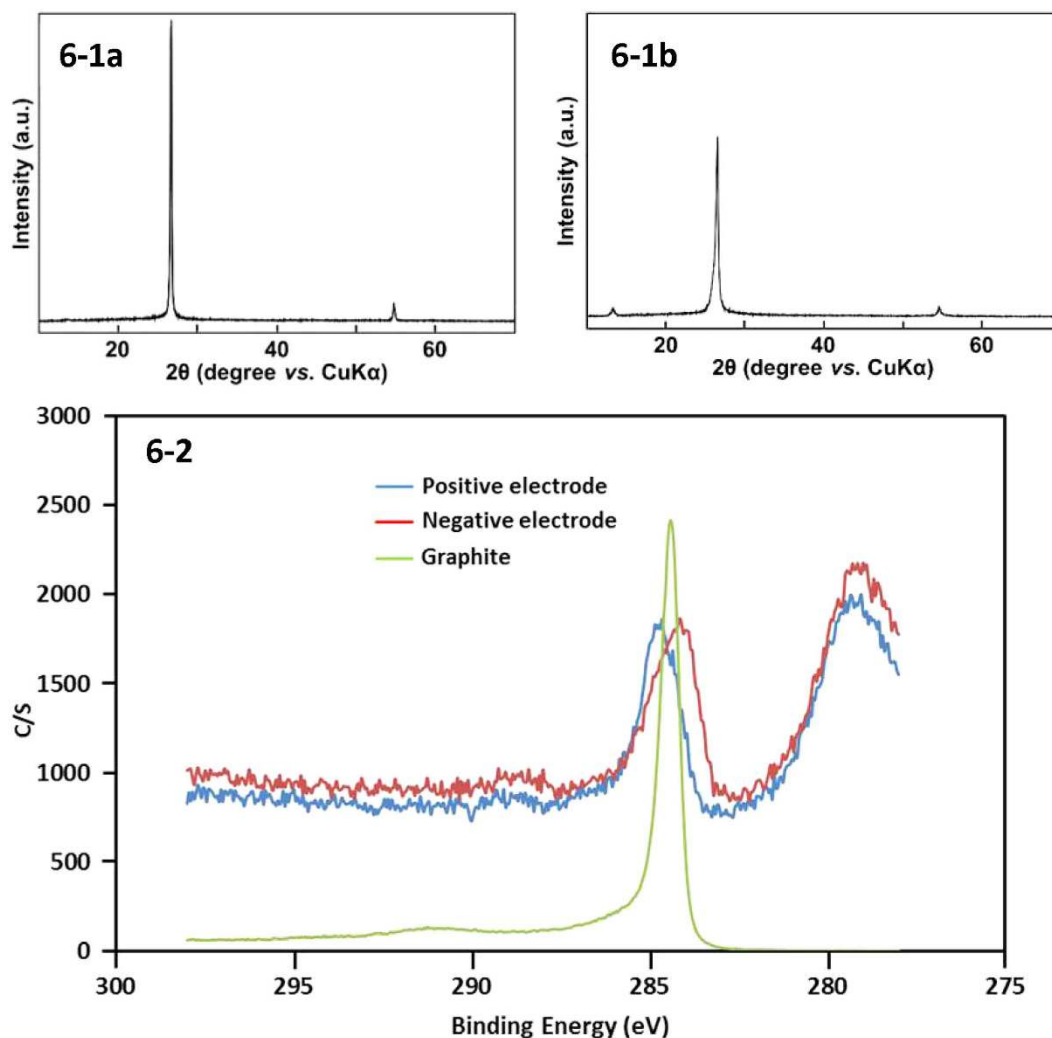 6-1a
Intensity (a.u.)
20
40
60
2θ (degree vs. CuKα)
6-1b
Intensity (a.u.)
20
40
60
2θ (degree vs. CuKα)
6-2
3000
2500
2000
1500
1000
500
0
C/S
Positive electrode
Negative electrode
Graphite
300
295
290
285
280
275
Binding Energy (eV)